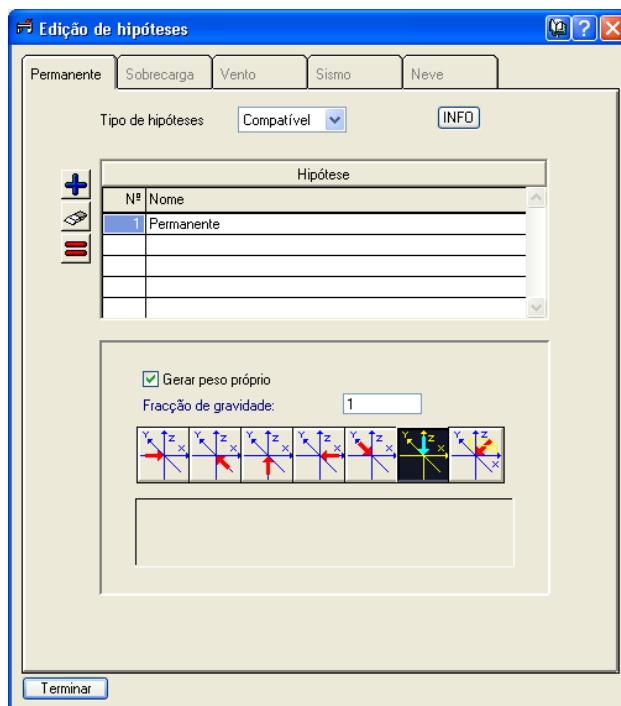 Edição de hipóteses
Permanente Sobrecarga Vento Sismo Neve
Tipo de hipóteses Compatível INFO
Hipótese
Nº Nome
1 Permanente
Gerar peso próprio
Fracção de gravidade: 1
Y Z X Y Z X Y Z X Y Z X Y Z X Y Z X Y Z X
Terminar